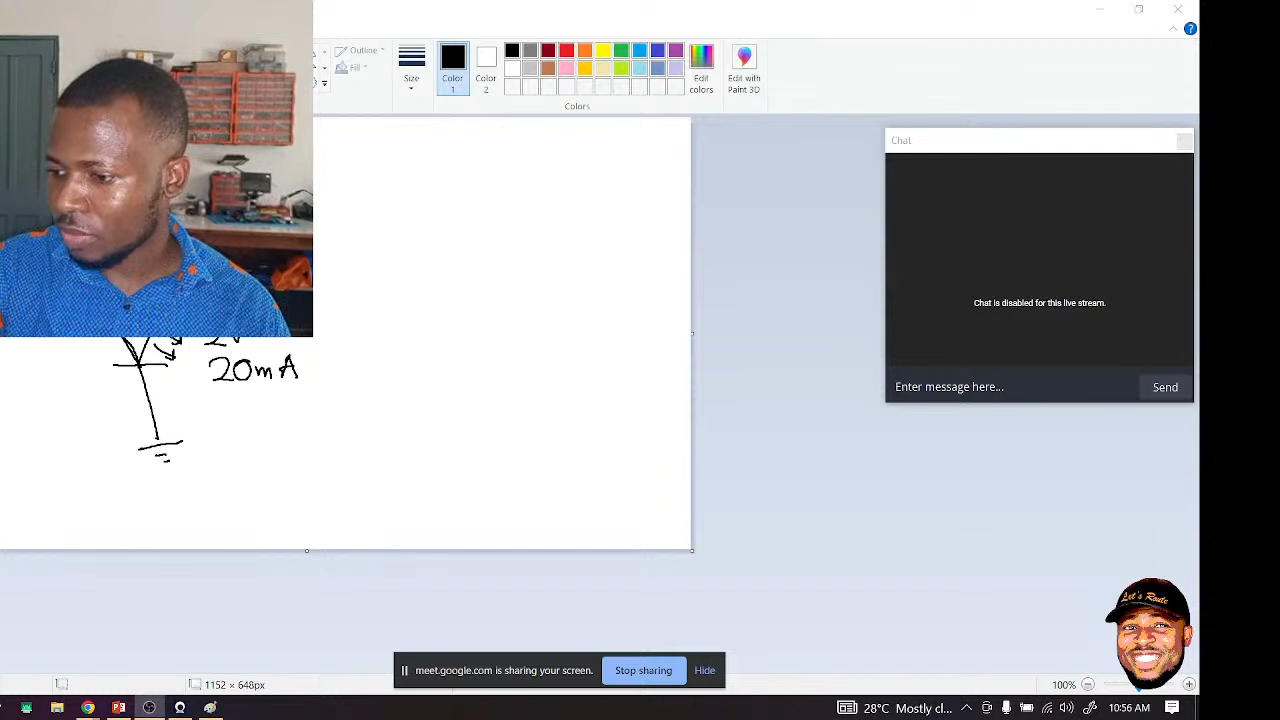 Outline
Fill
Size
Color
1
Color
2
Edit
colors
Edit with
Paint 3D
Colors
Chat
Chat is disabled for this live stream.
Enter message here...
Send
20mA
Let's Route
meet.google.com is sharing your screen.
Stop sharing
Hide
1152 × 648px
100%
28°C Mostly cl...
10:56 AM